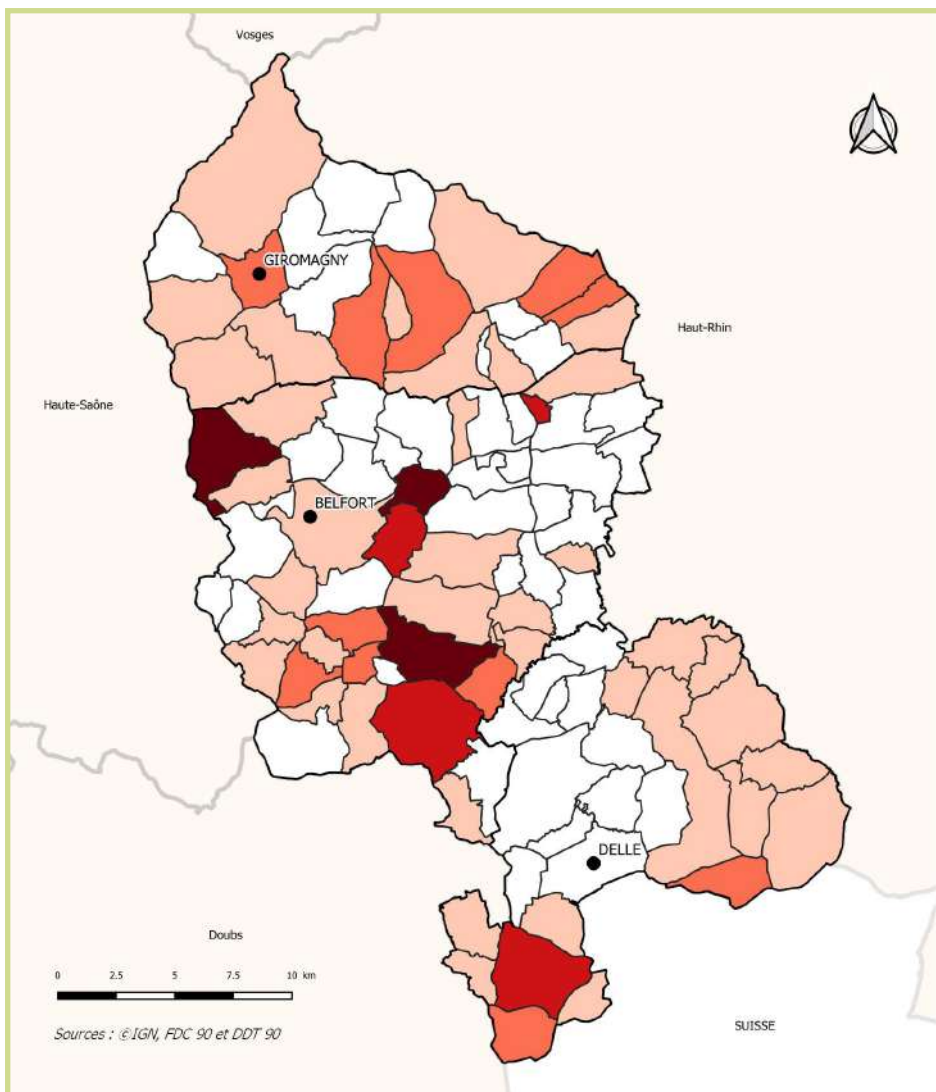 Vosges
GIROMAGNY
Haut-Rhin
Haute-Saône
BELFORT
DELLE
Doubs
0 2.5 5 7.5 10 km
Sources : ©IGN, FDC 90 et DDT 90
SUISSE